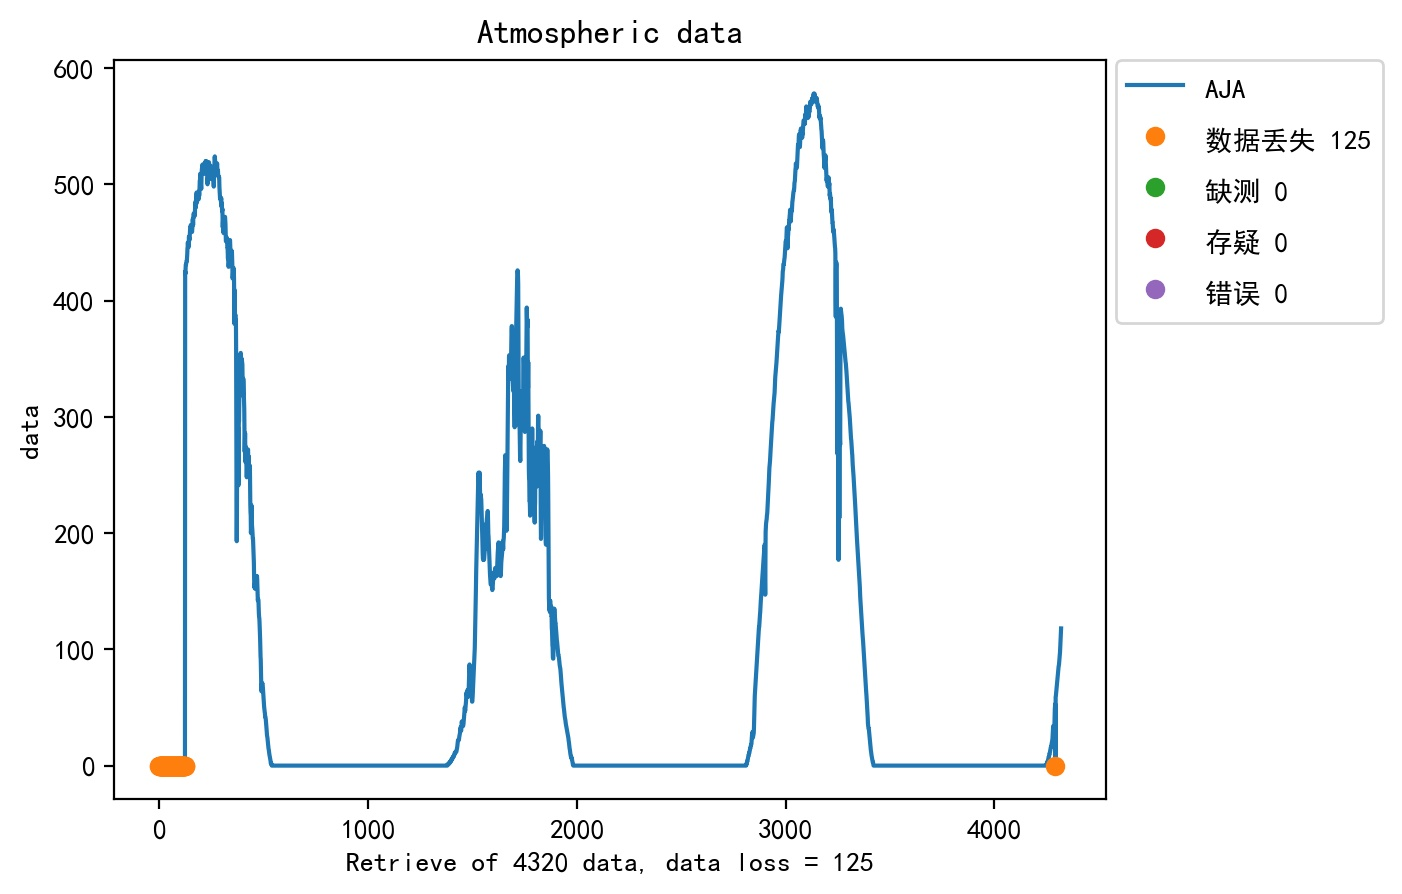 Atmospheric data
600
500
400
300
200
100
0
data
0
1000
2000
3000
4000
Retrieve of 4320 data, data loss = 125
AJA
数据丢失 125
缺测 0
存疑 0
错误 0